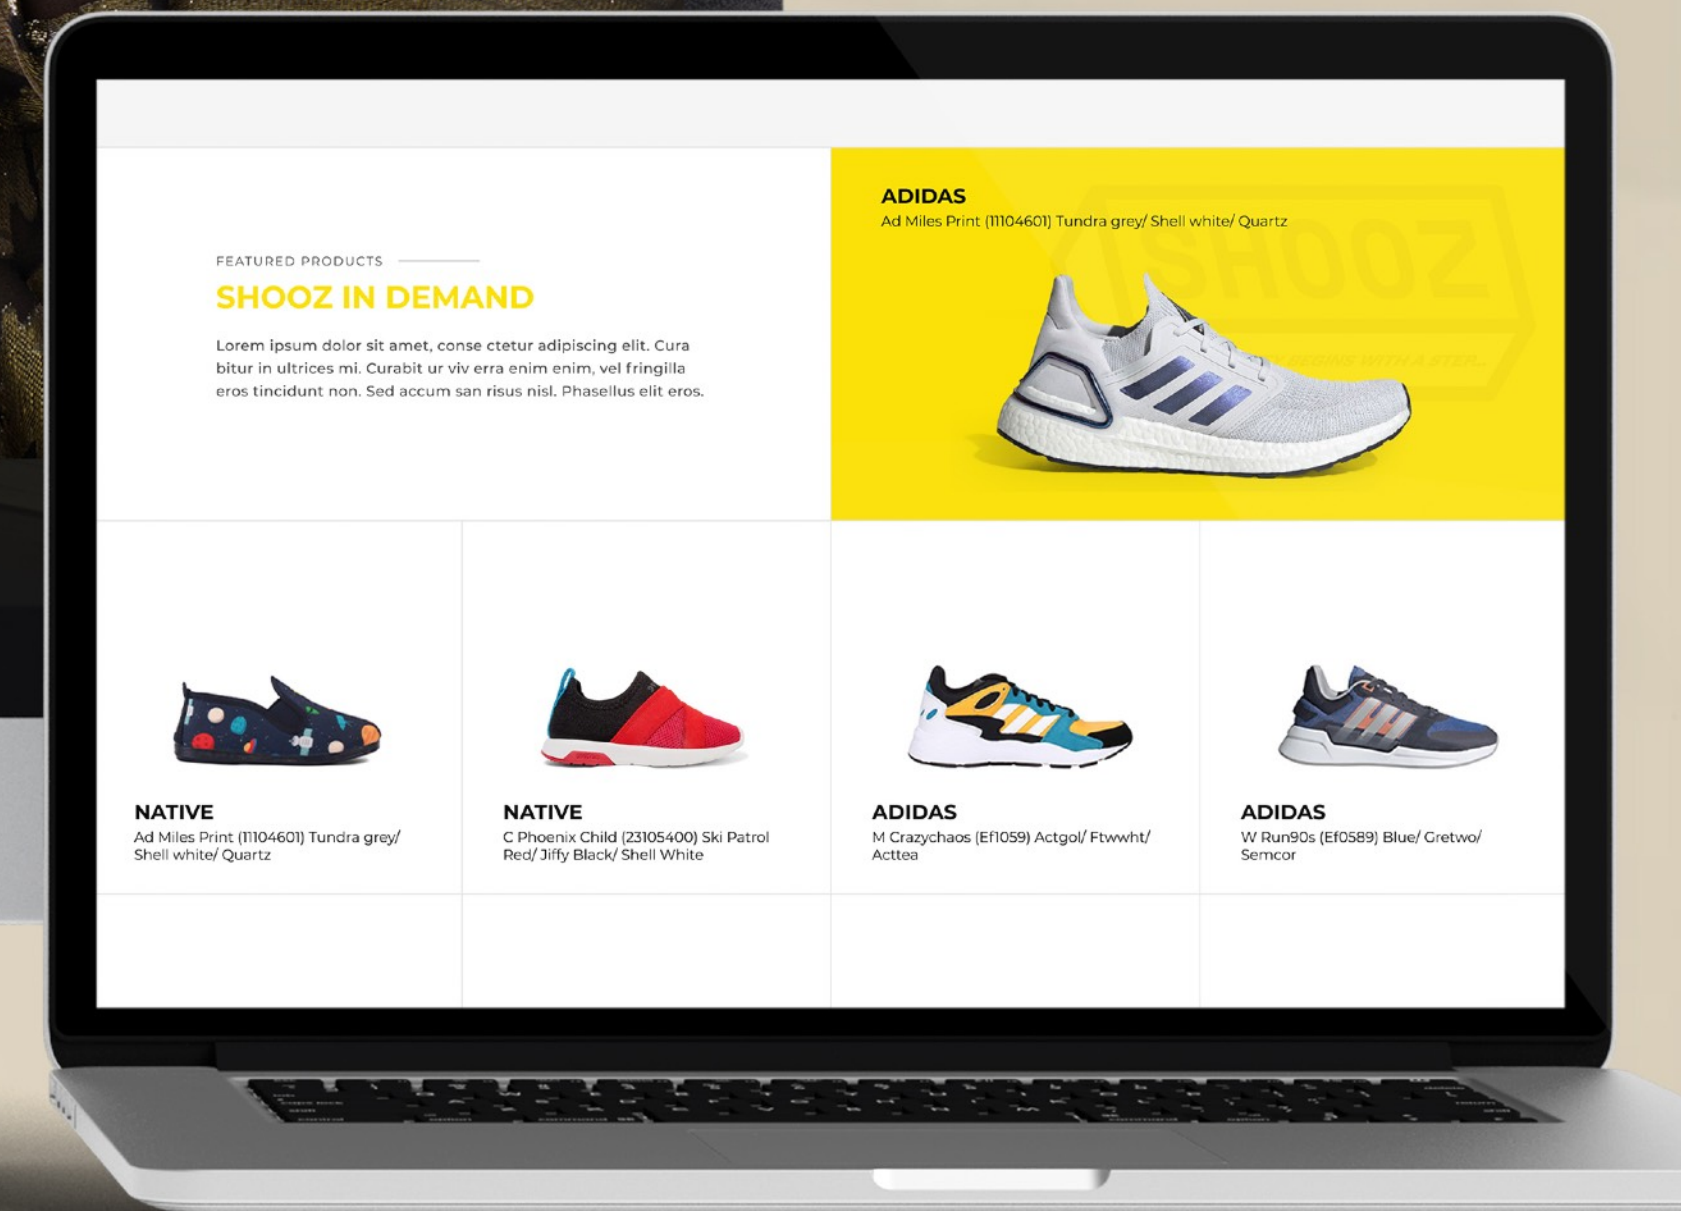 FEATURED PRODUCTS
SHOOZ IN DEMAND
Lorem ipsum dolor sit amet, conse ctetur adipiscing elit. Cura
bitur in ultrices mi. Curabit ur viv erra enim enim, vel fringilla
eros tincidunt non. Sed accum san risus nisl. Phasellus elit eros.
ADIDAS
Ad Miles Print (11104601) Tundra grey/ Shell white/ Quartz
SHOOZ
BEGINS WITH A STEP...
NATIVE
Ad Miles Print (11104601) Tundra grey/
Shell white/ Quartz
NATIVE
C Phoenix Child (23105400) Ski Patrol
Red/ Jiffy Black/ Shell White
ADIDAS
M Crazychaos (Ef1059) Actgol/ Ftwwht/
Acttea
ADIDAS
W Run90s (Ef0589) Blue/ Gretwo/
Semcor